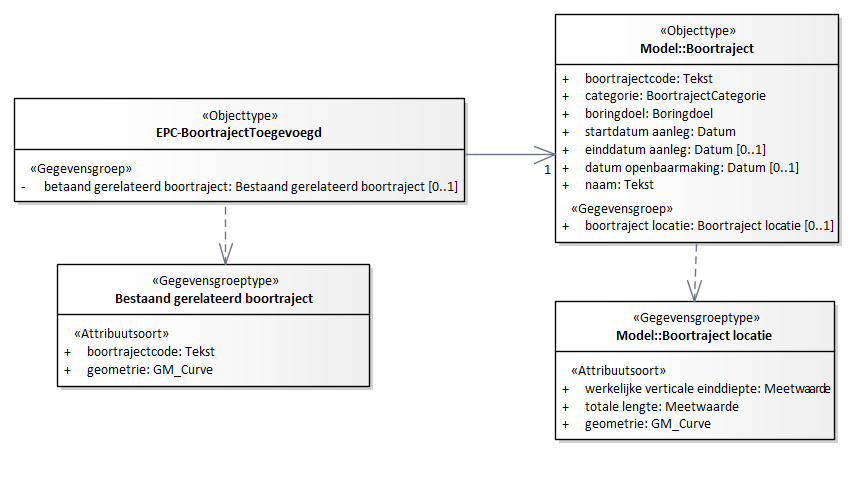 «Objecttype»
EPC-BoortrajectToegevoegd
«Gegevensgroep»
- betaand gerelateerd boortraject: Bestaand gerelateerd boortraject [0..1]
1
«Objecttype»
Model::Boortraject
+ boortrajectcode: Tekst
+ categorie: BoortrajectCategorie
+ boringdoel: Boringdoel
+ startdatum aanleg: Datum
+ einddatum aanleg: Datum [0..1]
+ datum openbaarmaking: Datum [0..1]
+ naam: Tekst
«Gegevensgroep»
+ boortraject locatie: Boortraject locatie [0..1]
«Gegevensgroeptype»
Bestaand gerelateerd boortraject
«Attribuutsoort»
+ boortrajectcode: Tekst
+ geometrie: GM_Curve
«Gegevensgroeptype»
Model::Boortraject locatie
«Attribuutsoort»
+ werkelijke verticale einddiepte: Meetwaarde
+ totale lengte: Meetwaarde
+ geometrie: GM_Curve